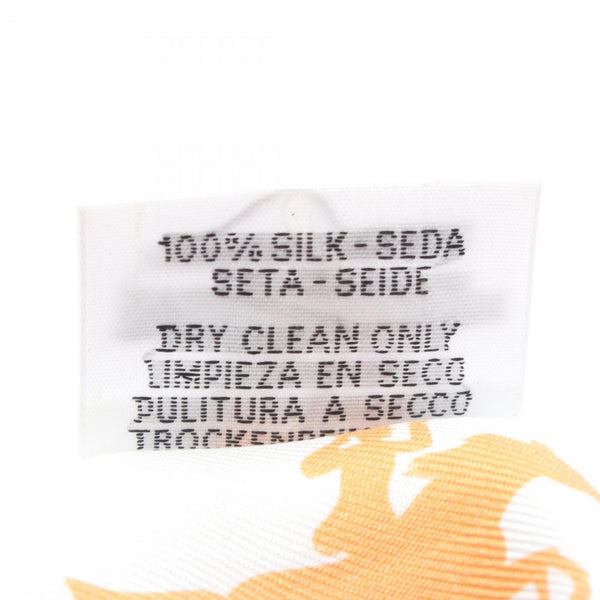 100% SILK - SEDA
SETA - SEIDE
DRY CLEAN ONLY
LIMPIEZA EN SECO
PULITURA A SECCO